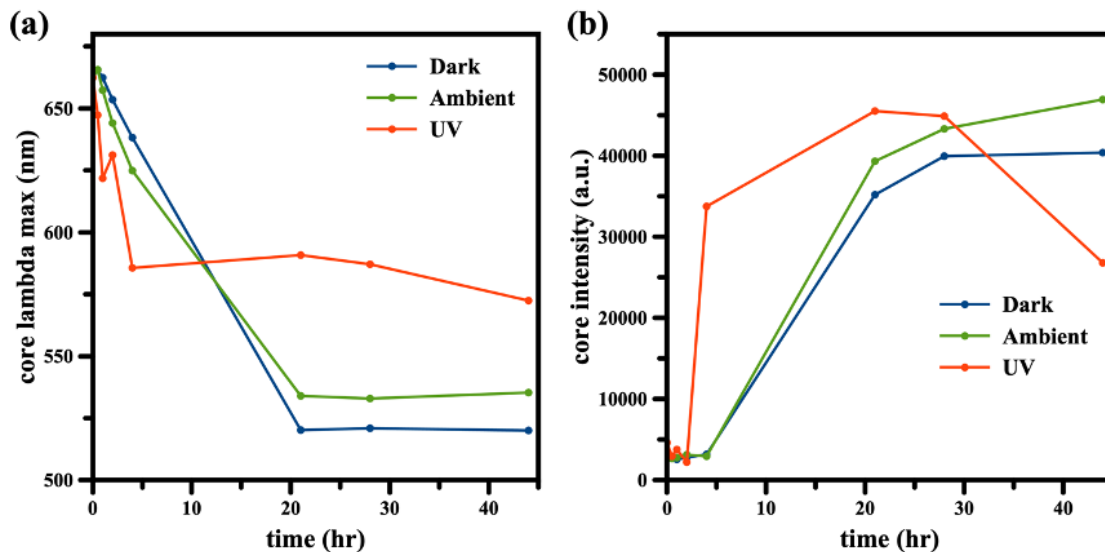 (a)
core lambda max (nm)
650
600
550
500
0
10
20
30
40
time (hr)
Dark
Ambient
UV
(b)
core intensity (a.u.)
50000
40000
30000
20000
10000
0
0
10
20
30
40
time (hr)
Dark
Ambient
UV